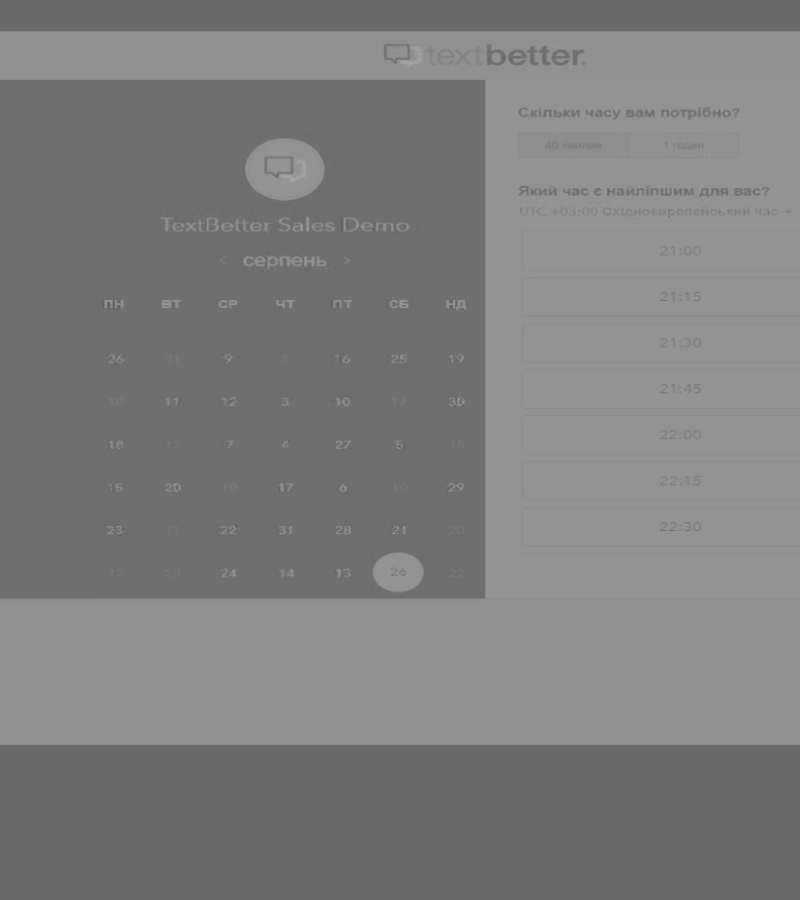 textbetter.
TextBetter Sales Demo
‹ серпень ›
ПН ВТ СР ЧТ ПТ СБ НД
26 31 9 1 16 25 19
10 11 12 3 10 17 30
18 12 7 4 27 5 15
15 20 10 17 6 10 29
23 11 22 31 28 21 20
24 14 13 26 22
Скільки часу вам потрібно?
40 хвилин 1 годин
Який час є найліпшим для вас?
UTC +03:00 Східноєвропейський час
21:00
21:15
21:30
21:45
22:00
22:15
22:30